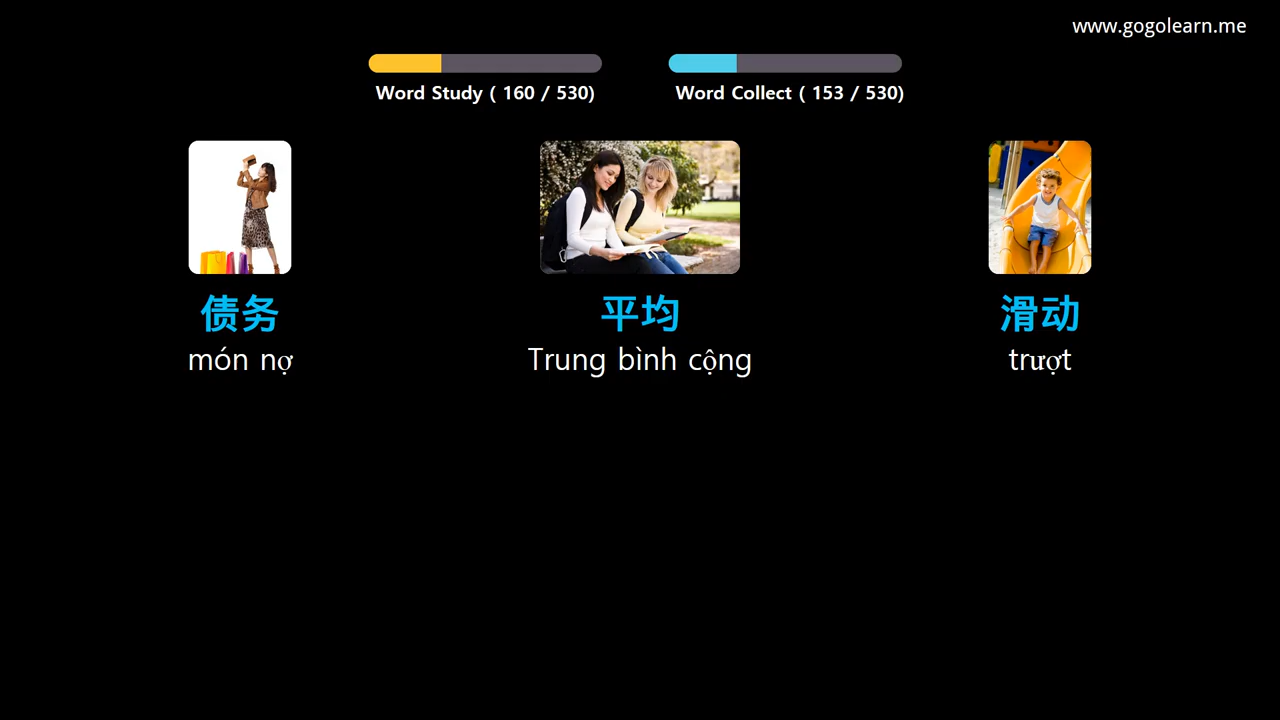 www.gogolearn.me
Word Study ( 160 / 530)
Word Collect ( 153 / 530)
债务
平均
滑动
món nợ
Trung bình cộng
trượt